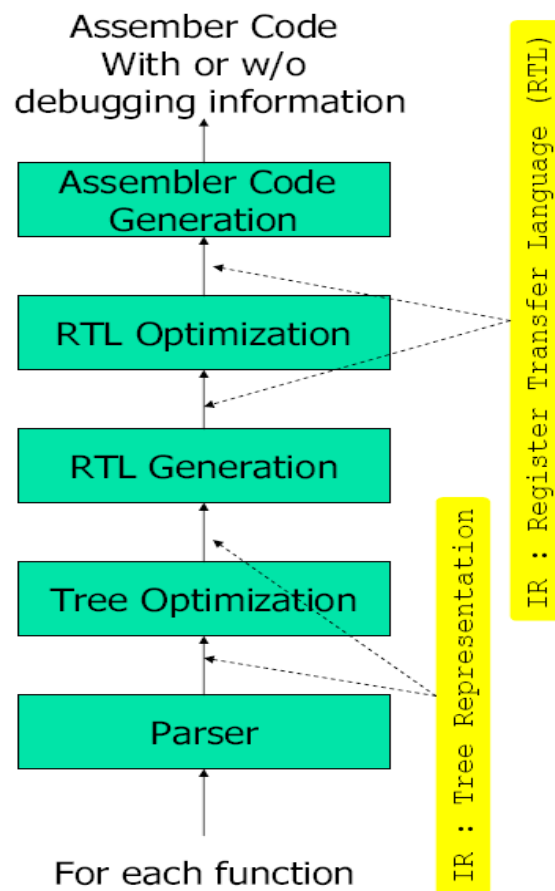 Assember Code
With or w/o
debugging information
Assembler Code
Generation
RTL Optimization
RTL Generation
Tree Optimization
Parser
For each function
IR : Register Transfer Language (RTL)
IR : Tree Representation